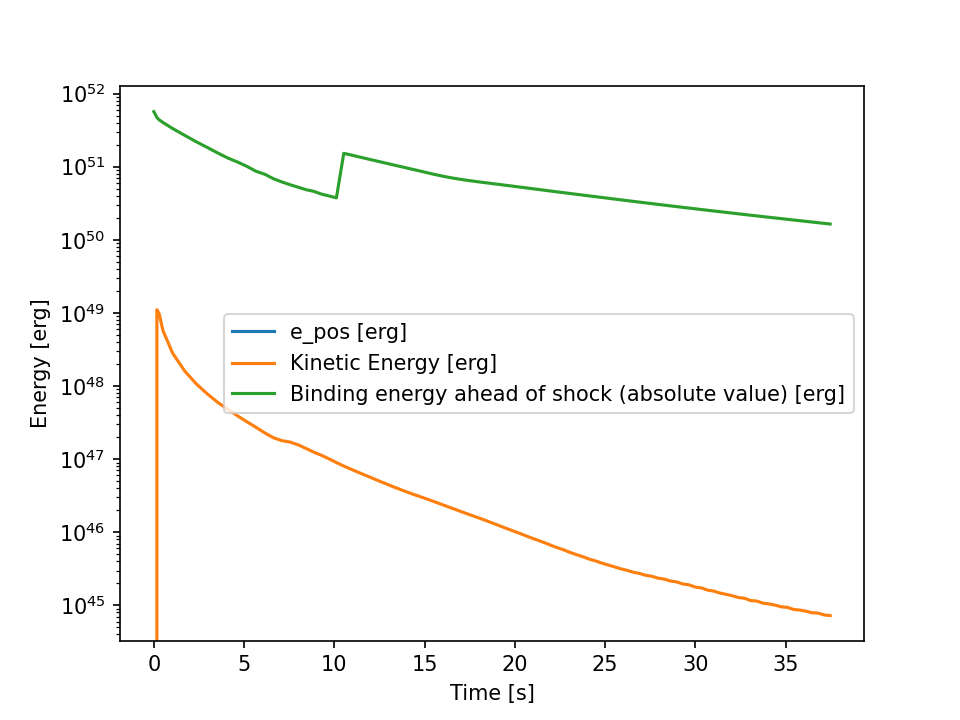 10^52
10^51
10^50
10^49
10^48
10^47
10^46
10^45
Energy [erg]
e_pos [erg]
Kinetic Energy [erg]
Binding energy ahead of shock (absolute value) [erg]
0 5 10 15 20 25 30 35
Time [s]